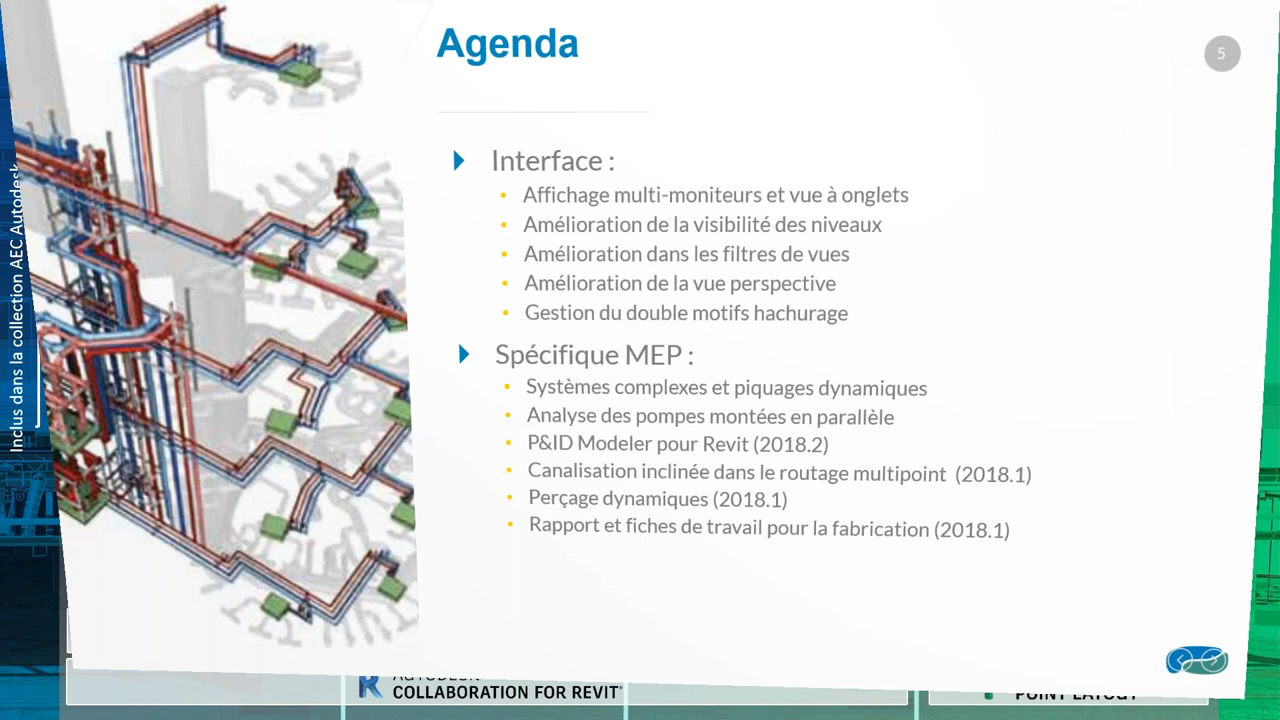 Agenda
5
Interface :
Affichage multi-moniteurs et vue à onglets
Amélioration de la visibilité des niveaux
Amélioration dans les filtres de vues
Amélioration de la vue perspective
Gestion du double motifs hachurage
Spécifique MEP :
Systèmes complexes et piquages dynamiques
Analyse des pompes montées en parallèle
P&ID Modeler pour Revit (2018.2)
Canalisation inclinée dans le routage multipoint (2018.1)
Perçage dynamiques (2018.1)
Rapport et fiches de travail pour la fabrication (2018.1)
Inclus dans la collection AEC Autodesk
AUTODESK
COLLABORATION FOR REVIT
POINT LAYOUT